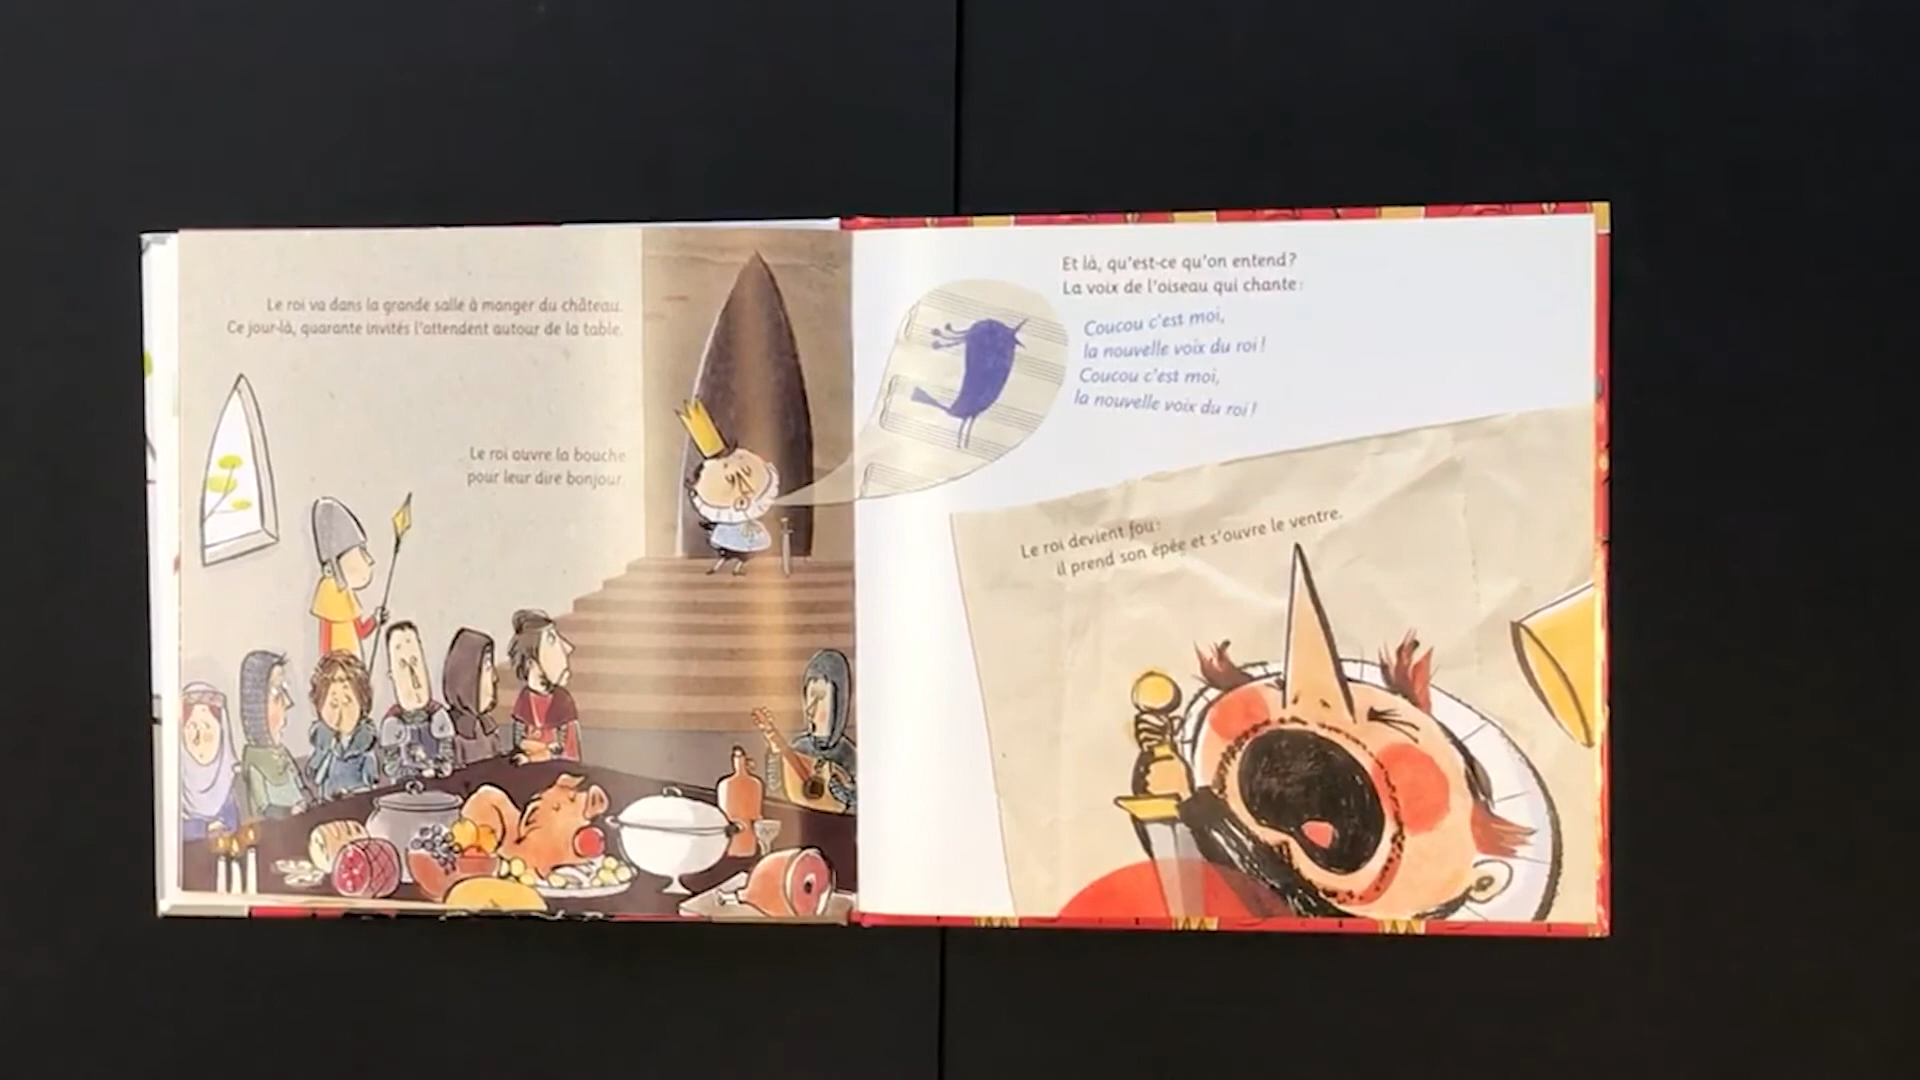 Le roi va dans la grande salle à manger du château.
Ce jour-là, quarante invités l'attendent autour de la table.
Le roi ouvre la bouche
pour leur dire bonjour.
Et là, qu'est-ce qu'on entend?
La voix de l'oiseau qui chante:
Coucou c'est moi,
la nouvelle voix du roi!
Coucou c'est moi,
la nouvelle voix du roi!
Le roi devient fou:
il prend son épée et s'ouvre le ventre.